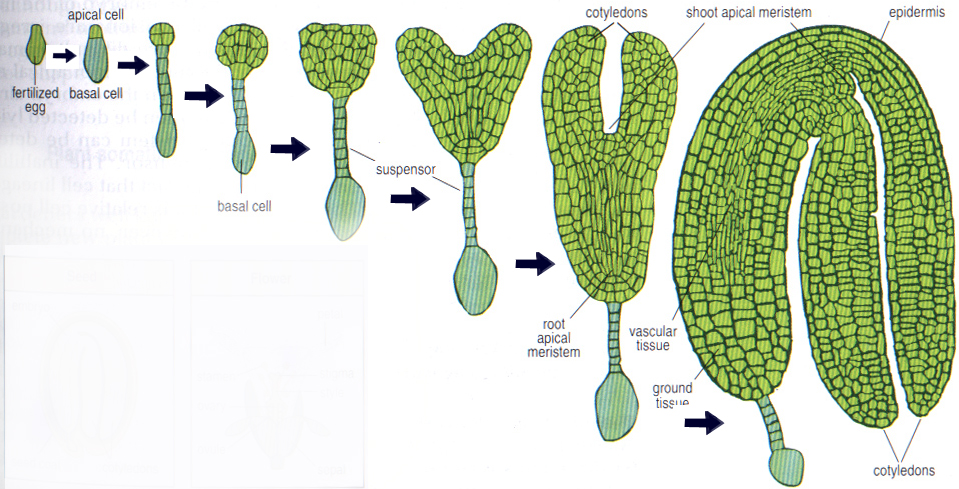 apical cell
fertilized
egg
basal cell
basal cell
suspensor
cotyledons
shoot apical meristem
epidermis
root
apical
meristem
vascular
tissue
ground
tissue
cotyledons